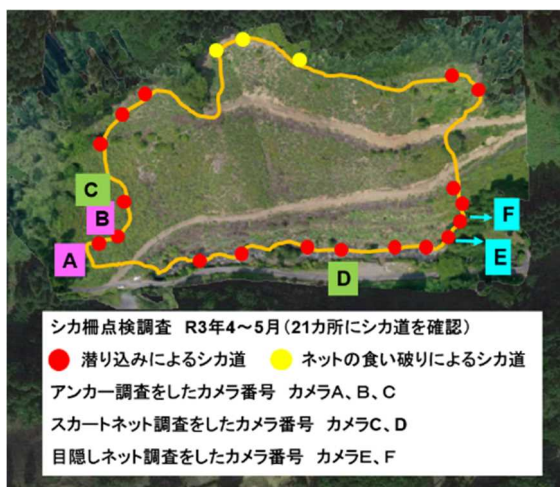 C
B
A
F
E
D
シカ柵点検調査 R3年4～5月(21カ所にシカ道を確認)
潜り込みによるシカ道 ネットの食い破りによるシカ道
アンカー調査をしたカメラ番号 カメラA、B、C
スカートネット調査をしたカメラ番号 カメラC、D
目隠しネット調査をしたカメラ番号 カメラE、F